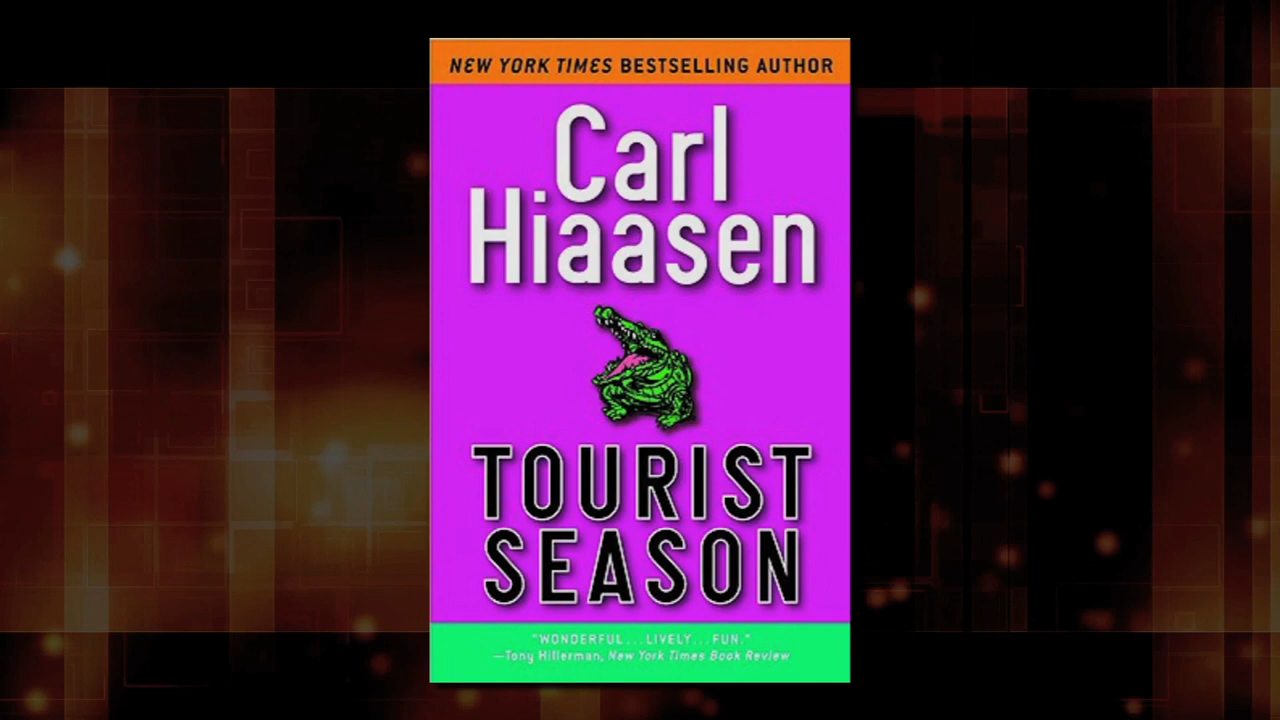 NEW YORK TIMES BESTSELLING AUTHOR
Carl
Hiaasen
TOURIST
SEASON
"WONDERFUL...LIVELY...FUN."
—Tony Hillerman, New York Times Book Review